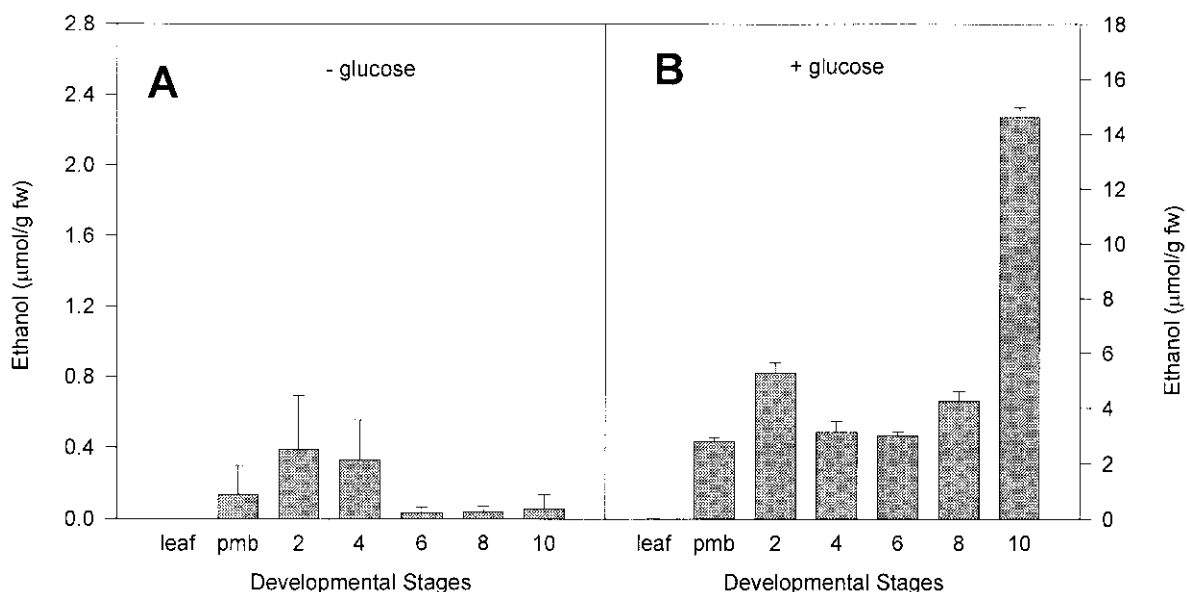 2.8
2.4
2.0
1.6
1.2
0.8
0.4
0.0
Ethanol (μmol/g fw)
A
- glucose
leaf pmb 2 4 6 8 10
Developmental Stages
B
+ glucose
leaf pmb 2 4 6 8 10
Developmental Stages
18
16
14
12
10
8
6
4
2
0
Ethanol (μmol/g fw)